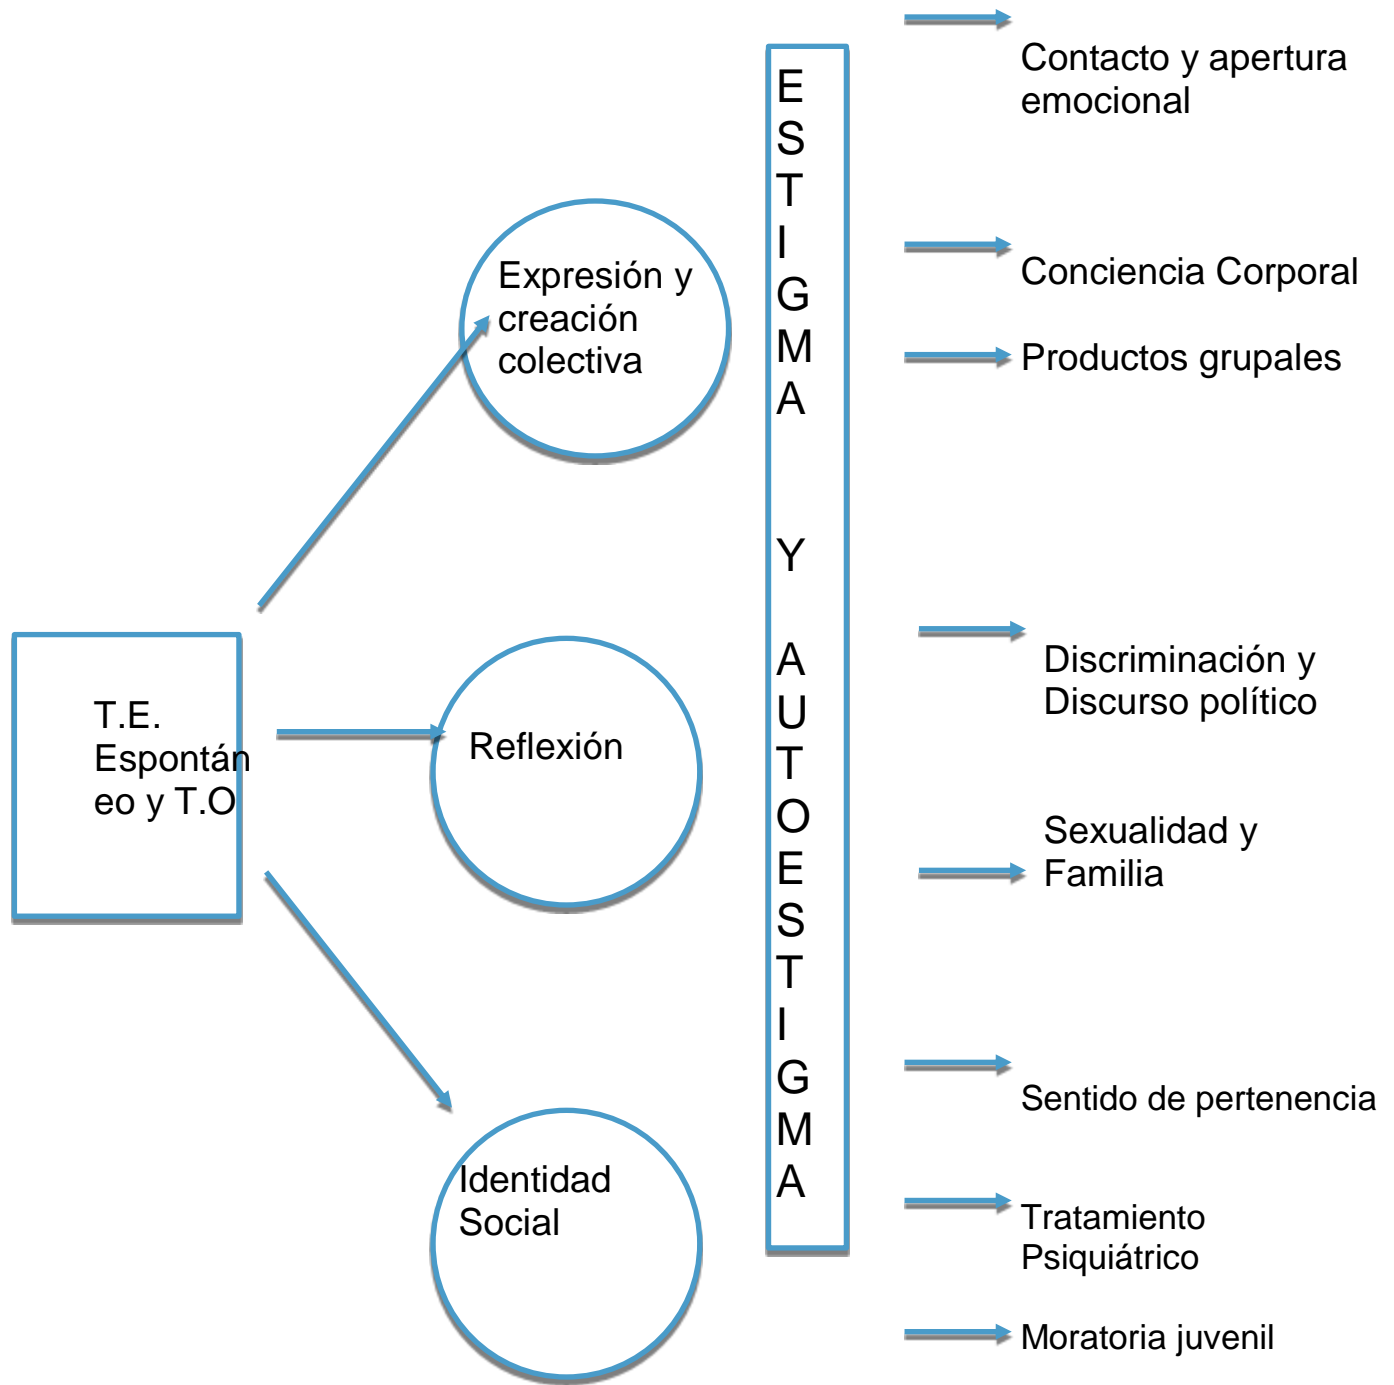 T.E.
Espontán
eo y T.O
Expresión y
creación
colectiva
Reflexión
Identidad
Social
E
S
T
I
G
M
A
Y
A
U
T
O
E
S
T
I
G
M
A
Contacto y apertura
emocional
Conciencia Corporal
Productos grupales
Discriminación y
Discurso político
Sexualidad y
Familia
Sentido de pertenencia
Tratamiento
Psiquiátrico
Moratoria juvenil